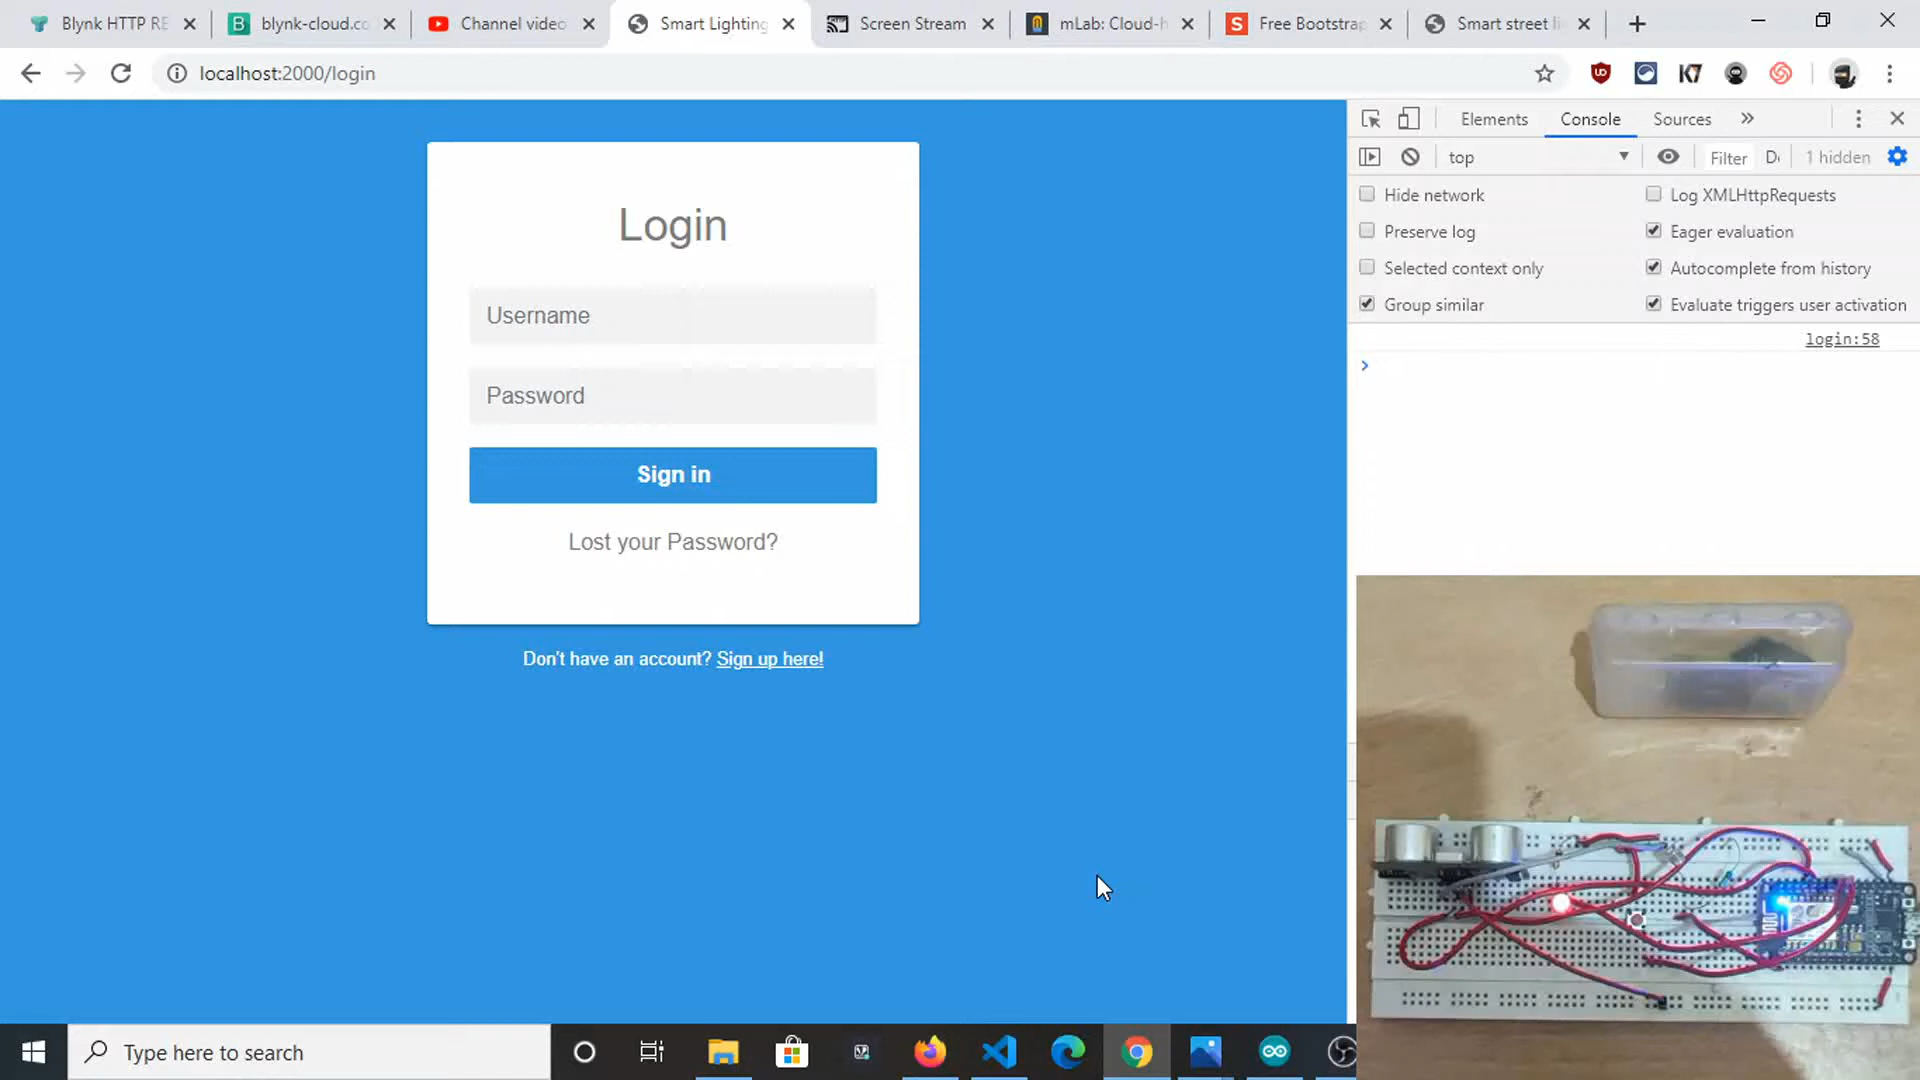 Blynk HTTP RE
blynk-cloud.co
Channel video
Smart Lighting
Screen Stream
mLab: Cloud-h
Free Bootstrap
Smart street li
localhost:2000/login
Elements
Console
Sources
top
Filter
De
1 hidden
Hide network
Log XMLHttpRequests
Preserve log
Eager evaluation
Selected context only
Autocomplete from history
Group similar
Evaluate triggers user activation
login:58
Login
Username
Password
Sign in
Lost your Password?
Don't have an account? Sign up here!
Type here to search